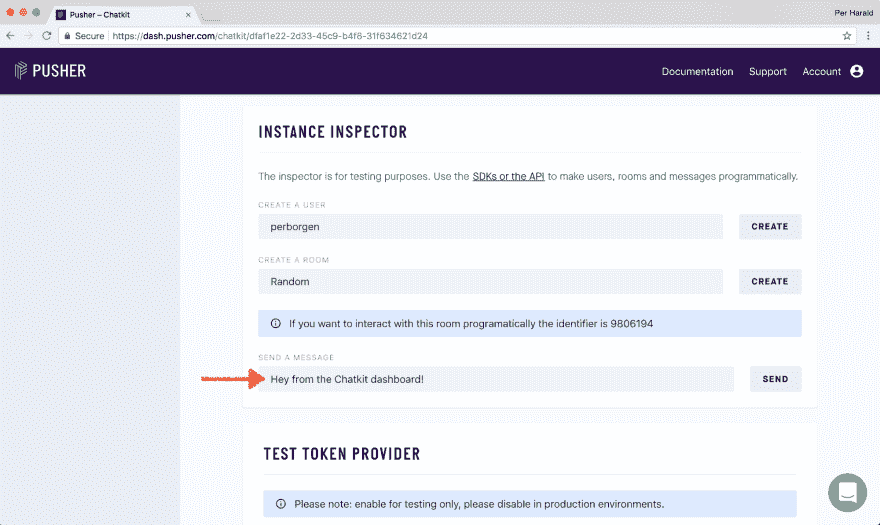 Pusher – Chatkit
Per Harald
Secure
https://dash.pusher.com/chatkit/dfaf1e22-2d33-45c9-b4f8-31f634621d24
PUSHER
Documentation
Support
Account
INSTANCE INSPECTOR
The inspector is for testing purposes. Use the SDKs or the API to make users, rooms and messages programmatically.
CREATE A USER
perborgen
CREATE
CREATE A ROOM
Random
CREATE
If you want to interact with this room programatically the identifier is 9806194
SEND A MESSAGE
Hey from the Chatkit dashboard!
SEND
TEST TOKEN PROVIDER
Please note: enable for testing only, please disable in production environments.